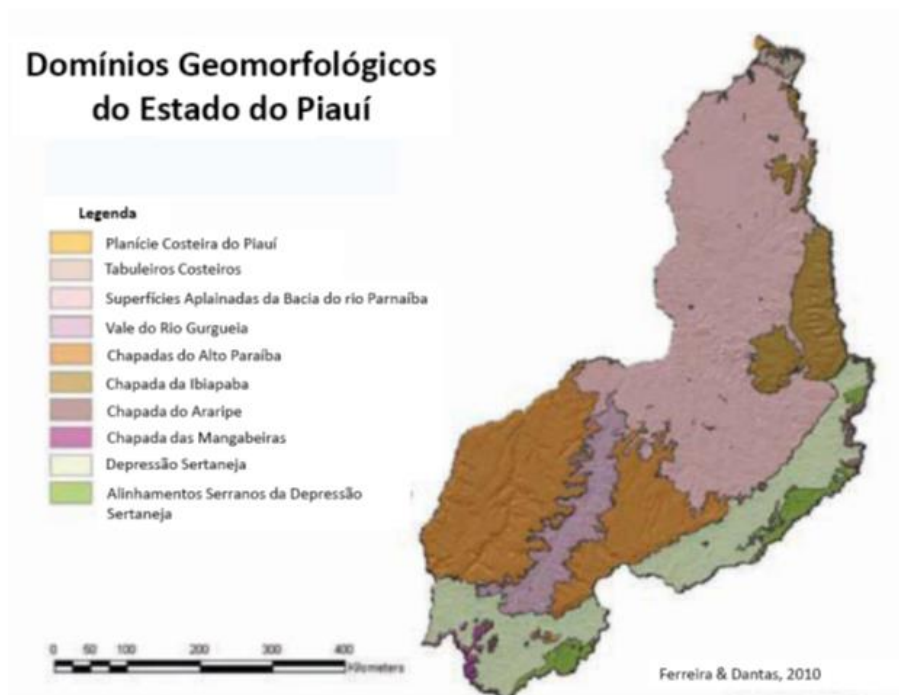 Domínios Geomorfológicos
do Estado do Piauí
Legenda
Planície Costeira do Piauí
Tabuleiros Costeiros
Superfícies Aplainadas da Bacia do rio Parnaíba
Vale do Rio Gurgueia
Chapadas do Alto Paraíba
Chapada da Ibiapaba
Chapada do Araripe
Chapada das Mangabeiras
Depressão Sertaneja
Alinhamentos Serranos da Depressão
Sertaneja
0 50 100 200 300 400
Kilometers
Ferreira & Dantas, 2010